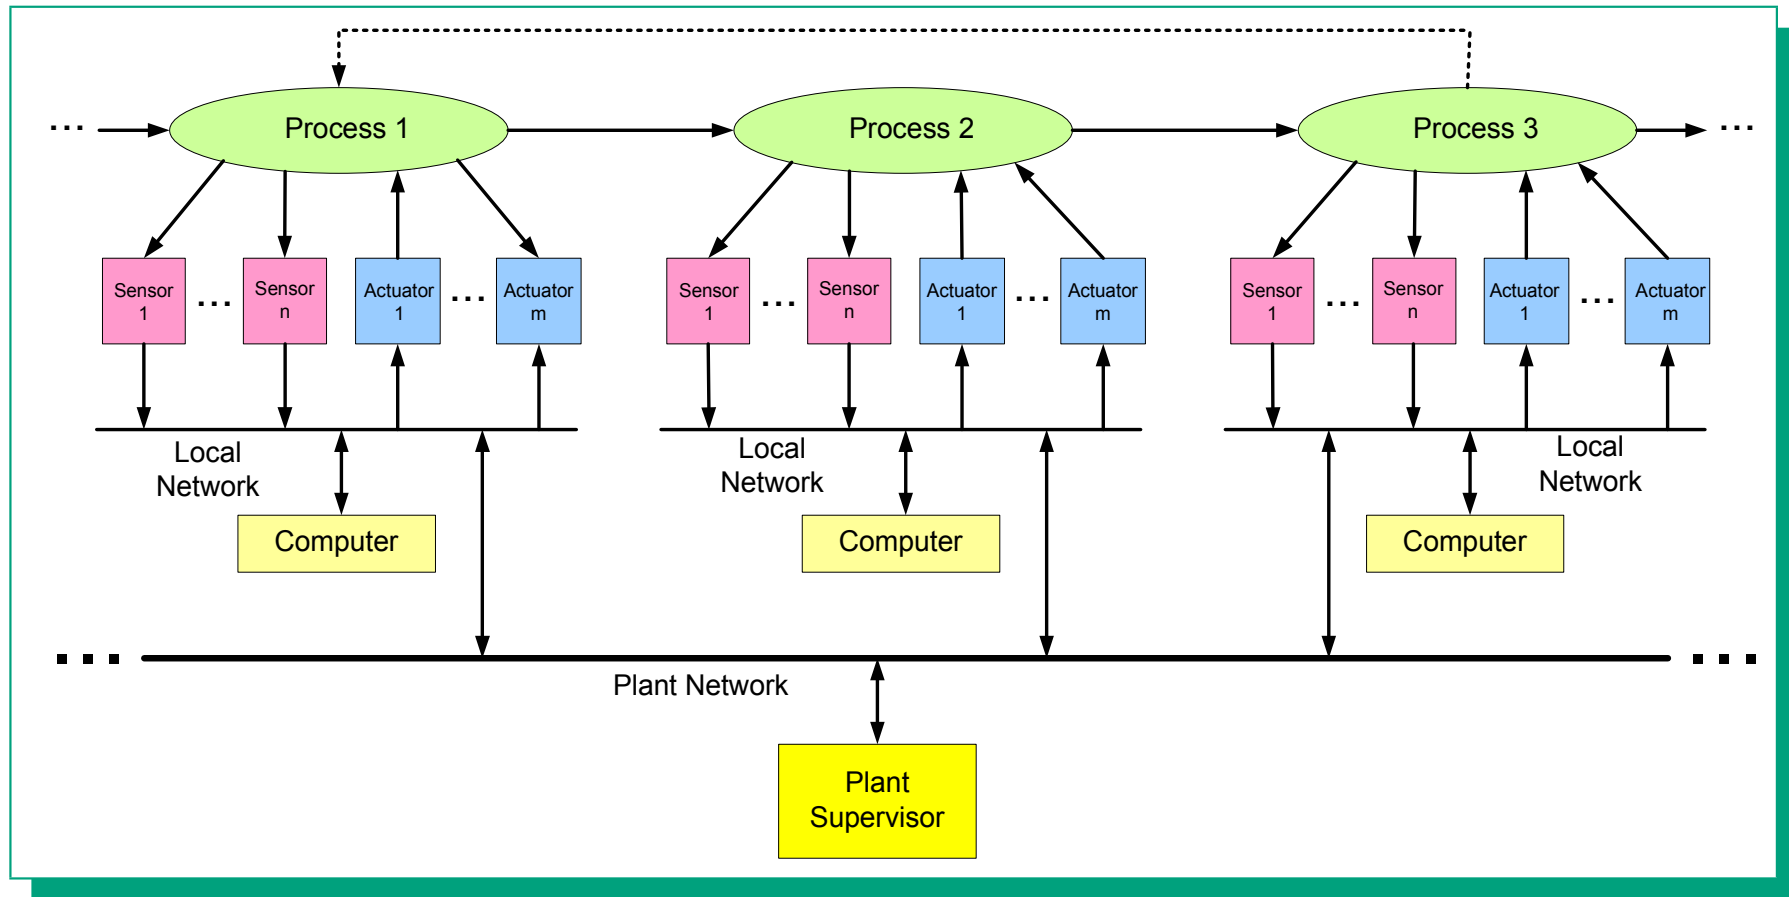 ... Process 1 Process 2 Process 3 ...
Sensor 1 ... Sensor n Actuator 1 ... Actuator m
Sensor 1 ... Sensor n Actuator 1 ... Actuator m
Sensor 1 ... Sensor n Actuator 1 ... Actuator m
Local
Network
Local
Network
Local
Network
Computer
Computer
Computer
... ...
Plant Network
Plant
Supervisor